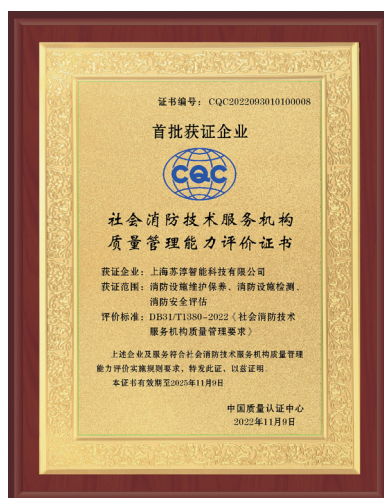 证书编号: CQC2022093010100008
首批获证企业
CQC
社会消防技术服务机构
质量管理能力评价证书
获证企业: 上海苏淳智能科技有限公司
获证范围: 消防设施维护保养、消防设施检测、
消防安全评估
评价标准: DB31/T1380-2022《社会消防技术
服务机构质量管理要求》
上述企业及服务符合社会消防技术服务机构质量管理
能力评价实施规则要求, 特发此证, 以兹证明。
本证书有效期至2025年11月9日
中国质量认证中心
2022年11月9日